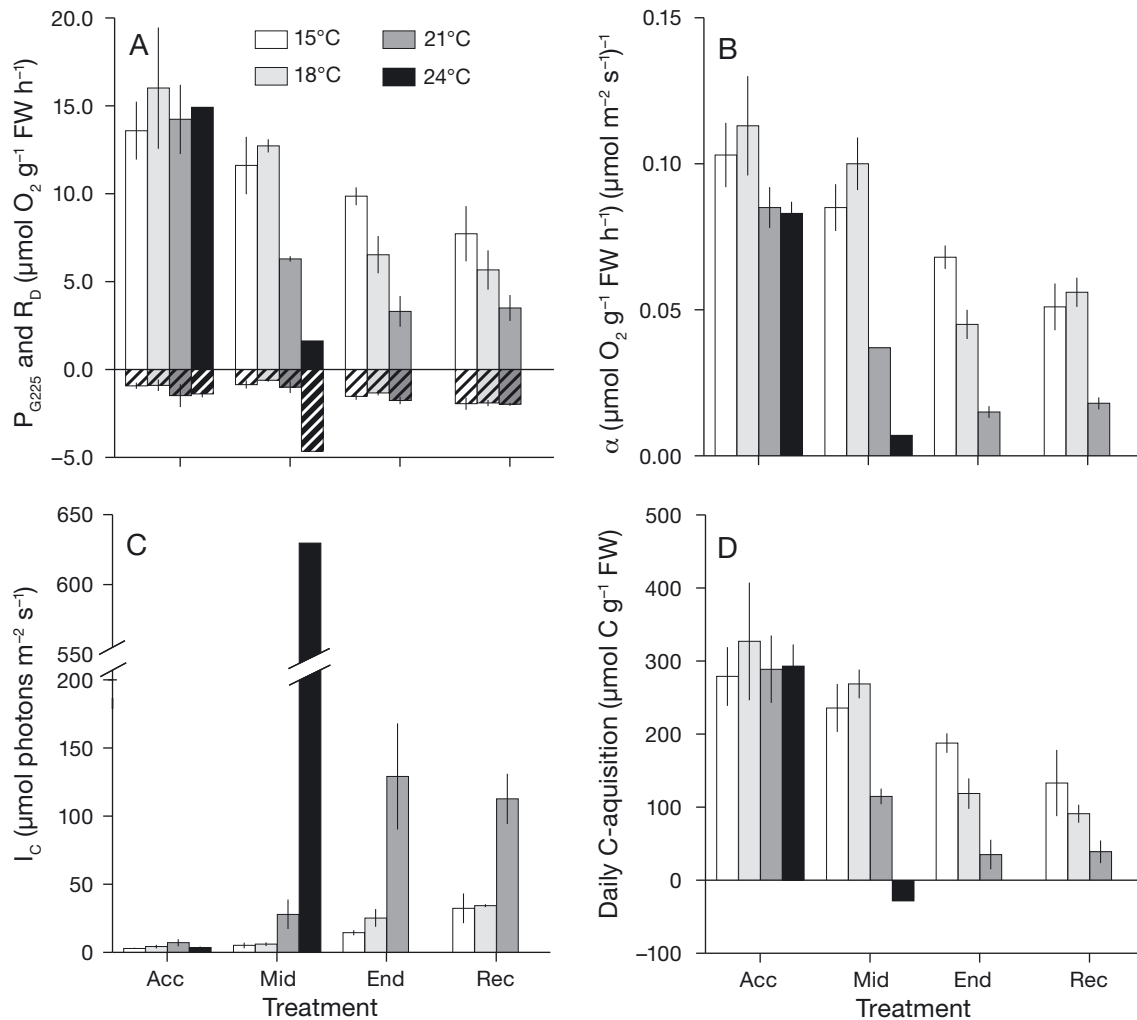 A
15°C
21°C
18°C
24°C
20.0
15.0
10.0
5.0
0.0
−5.0
P_G225 and R_D (μmol O₂ g⁻¹ FW h⁻¹)
B
0.15
0.10
0.05
0.00
α (μmol O₂ g⁻¹ FW h⁻¹) (μmol m⁻² s⁻¹)⁻¹
C
650
600
550
200
150
100
50
0
I_C (μmol photons m⁻² s⁻¹)
Acc Mid End Rec
Treatment
D
500
400
300
200
100
0
−100
Daily C-aquisition (μmol C g⁻¹ FW)
Acc Mid End Rec
Treatment